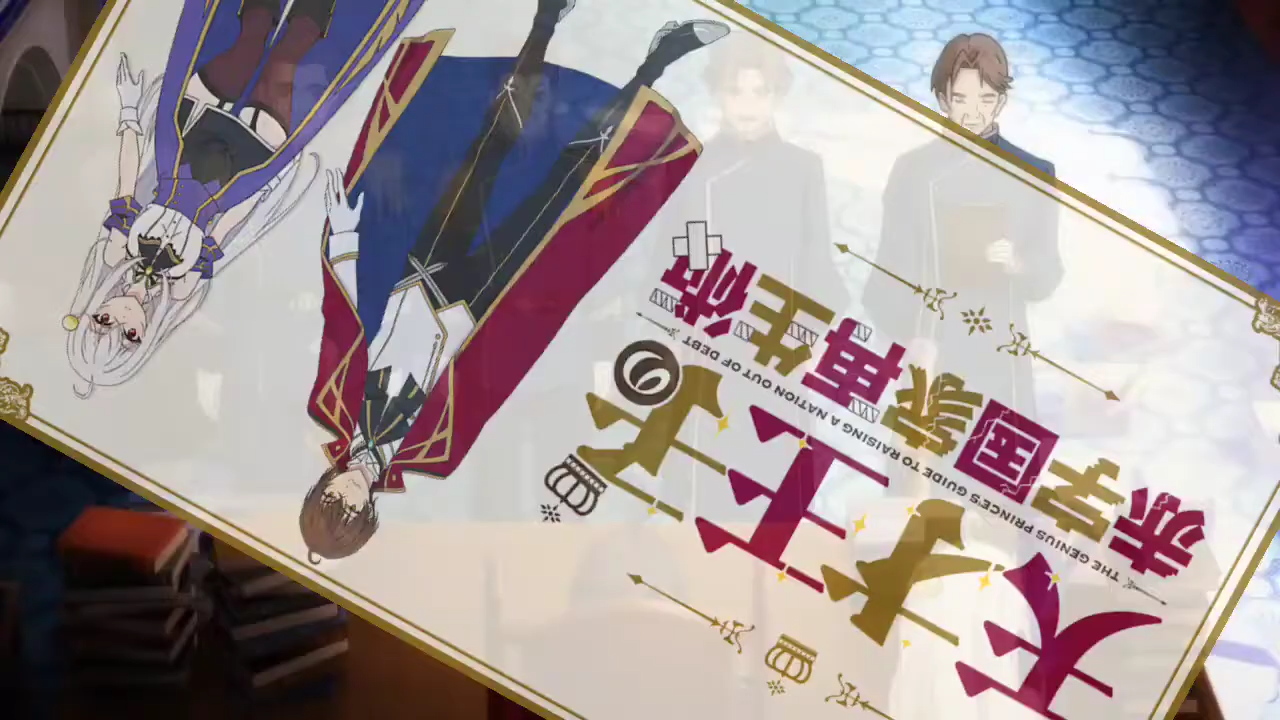 天才王子の
THE GENIUS PRINCE'S GUIDE TO RAISING A NATION OUT OF DEBT
赤字国家再生術